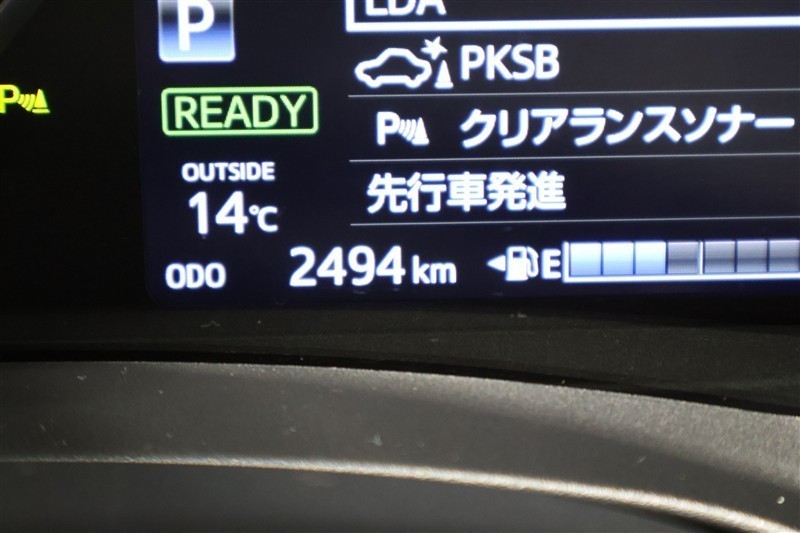 P
LDA
PKSB
READY
P クリアランスソナー
P
OUTSIDE
14℃
先行車発進
ODO 2494 km
E